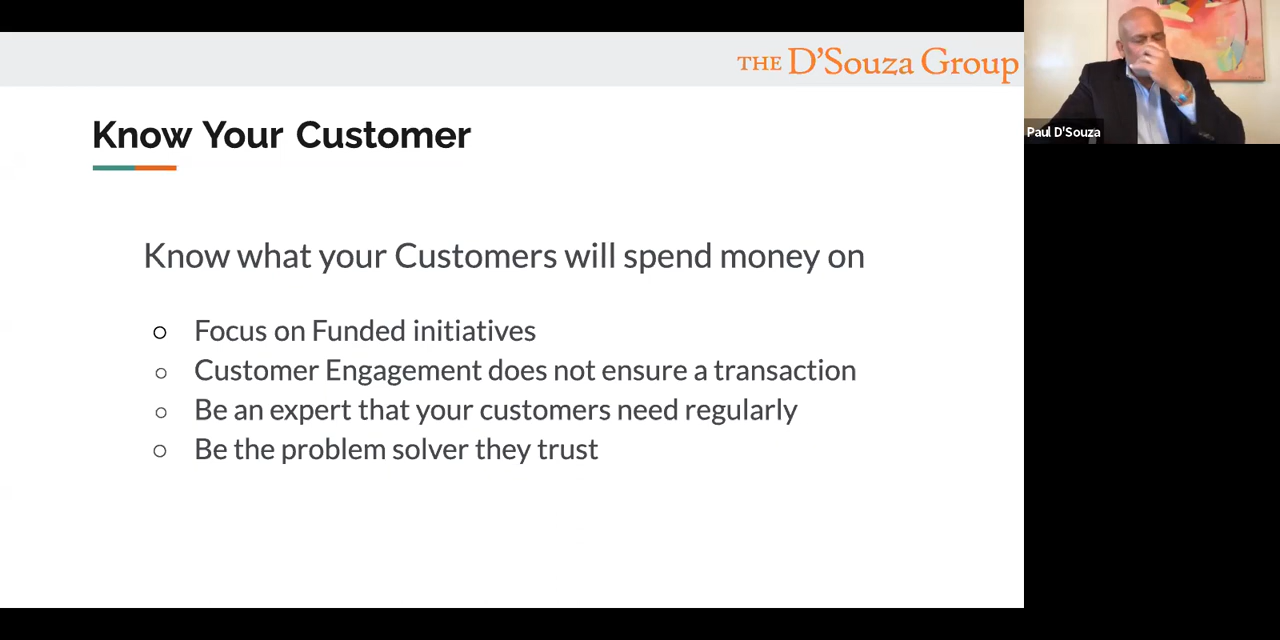 THE D'Souza Group
Know Your Customer
Know what your Customers will spend money on
Focus on Funded initiatives
Customer Engagement does not ensure a transaction
Be an expert that your customers need regularly
Be the problem solver they trust
Paul D'Souza